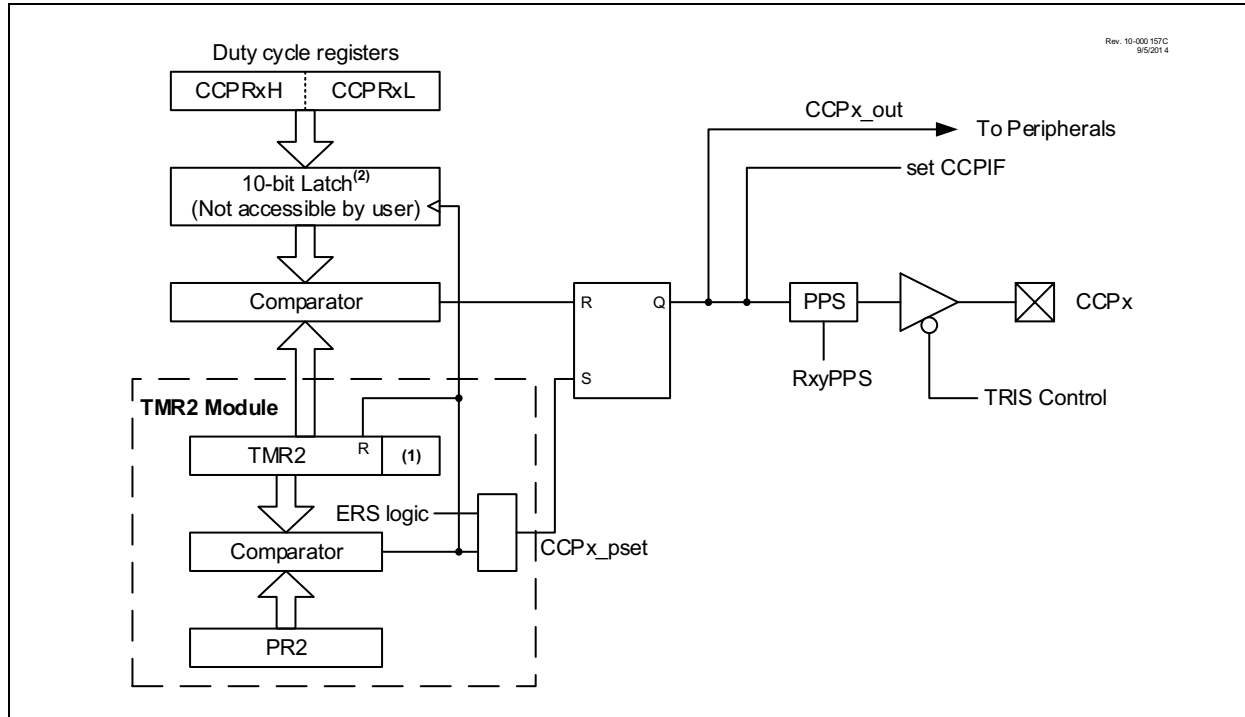 Rev. 10-000 157C
9/5/201 4
Duty cycle registers
CCPRxH CCPRxL
CCPx_out
To Peripherals
set CCPIF
10-bit Latch(2)
(Not accessible by user)
Comparator
R Q
PPS
CCPx
S
RxyPPS
TMR2 Module
TRIS Control
TMR2 R (1)
ERS logic
Comparator
CCPx_pset
PR2